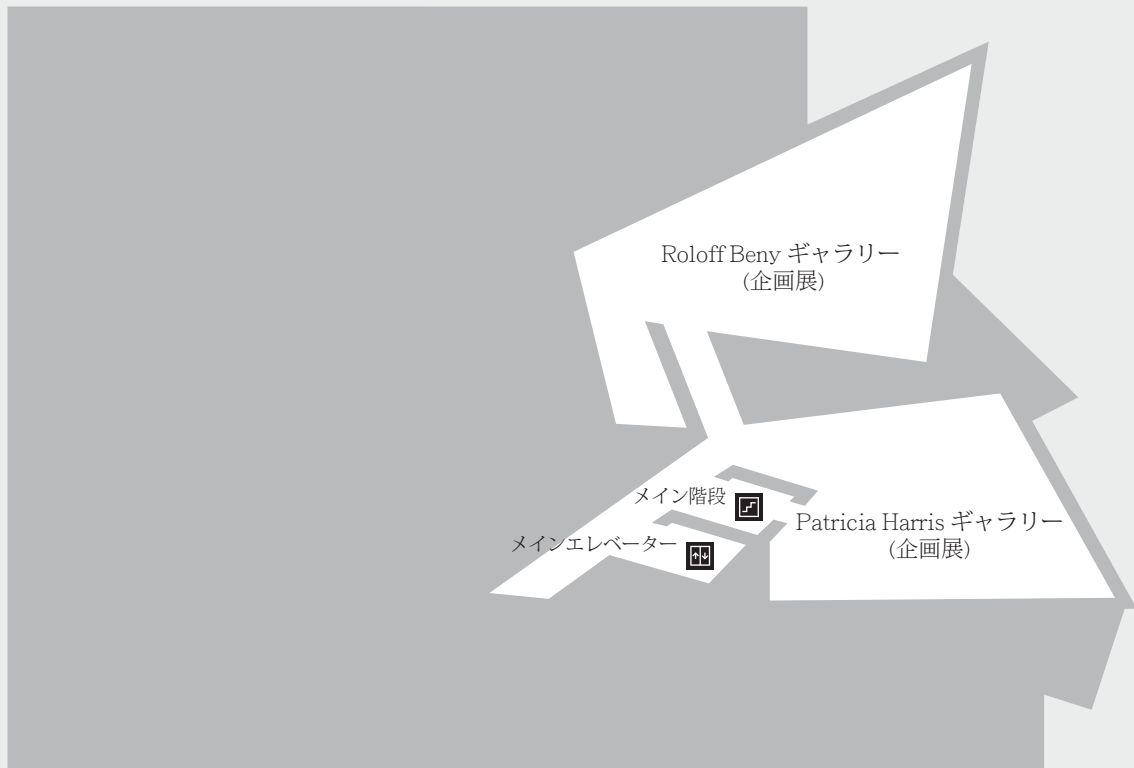 Roloff Beny ギャラリー
(企画展)
メイン階段
Patricia Harris ギャラリー
(企画展)
メインエレベーター